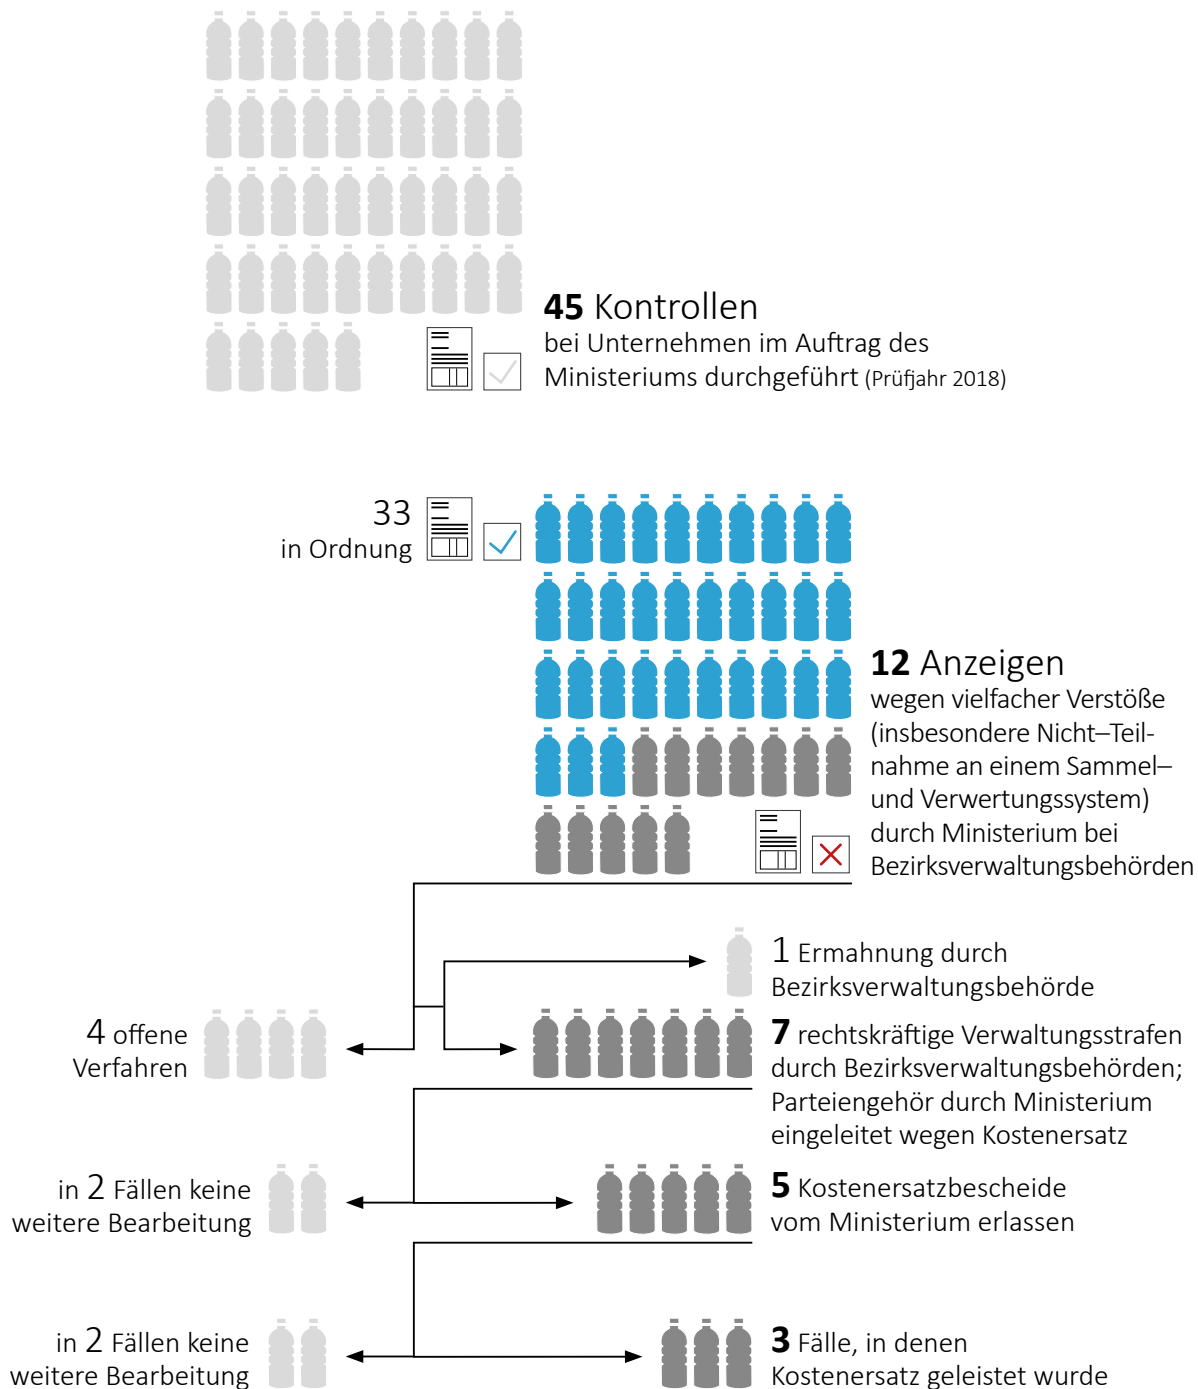 45 Kontrollen
bei Unternehmen im Auftrag des
Ministeriums durchgeführt (Prüfjahr 2018)
33
in Ordnung
12 Anzeigen
wegen vielfacher Verstöße
(insbesondere Nicht–Teil-
nahme an einem Sammel–
und Verwertungssystem)
durch Ministerium bei
Bezirksverwaltungsbehörden
1 Ermahnung durch
Bezirksverwaltungsbehörde
4 offene
Verfahren
7 rechtskräftige Verwaltungsstrafen
durch Bezirksverwaltungsbehörden;
Parteiengehör durch Ministerium
eingeleitet wegen Kostenersatz
in 2 Fällen keine
weitere Bearbeitung
5 Kostenersatzbescheide
vom Ministerium erlassen
in 2 Fällen keine
weitere Bearbeitung
3 Fälle, in denen
Kostenersatz geleistet wurde